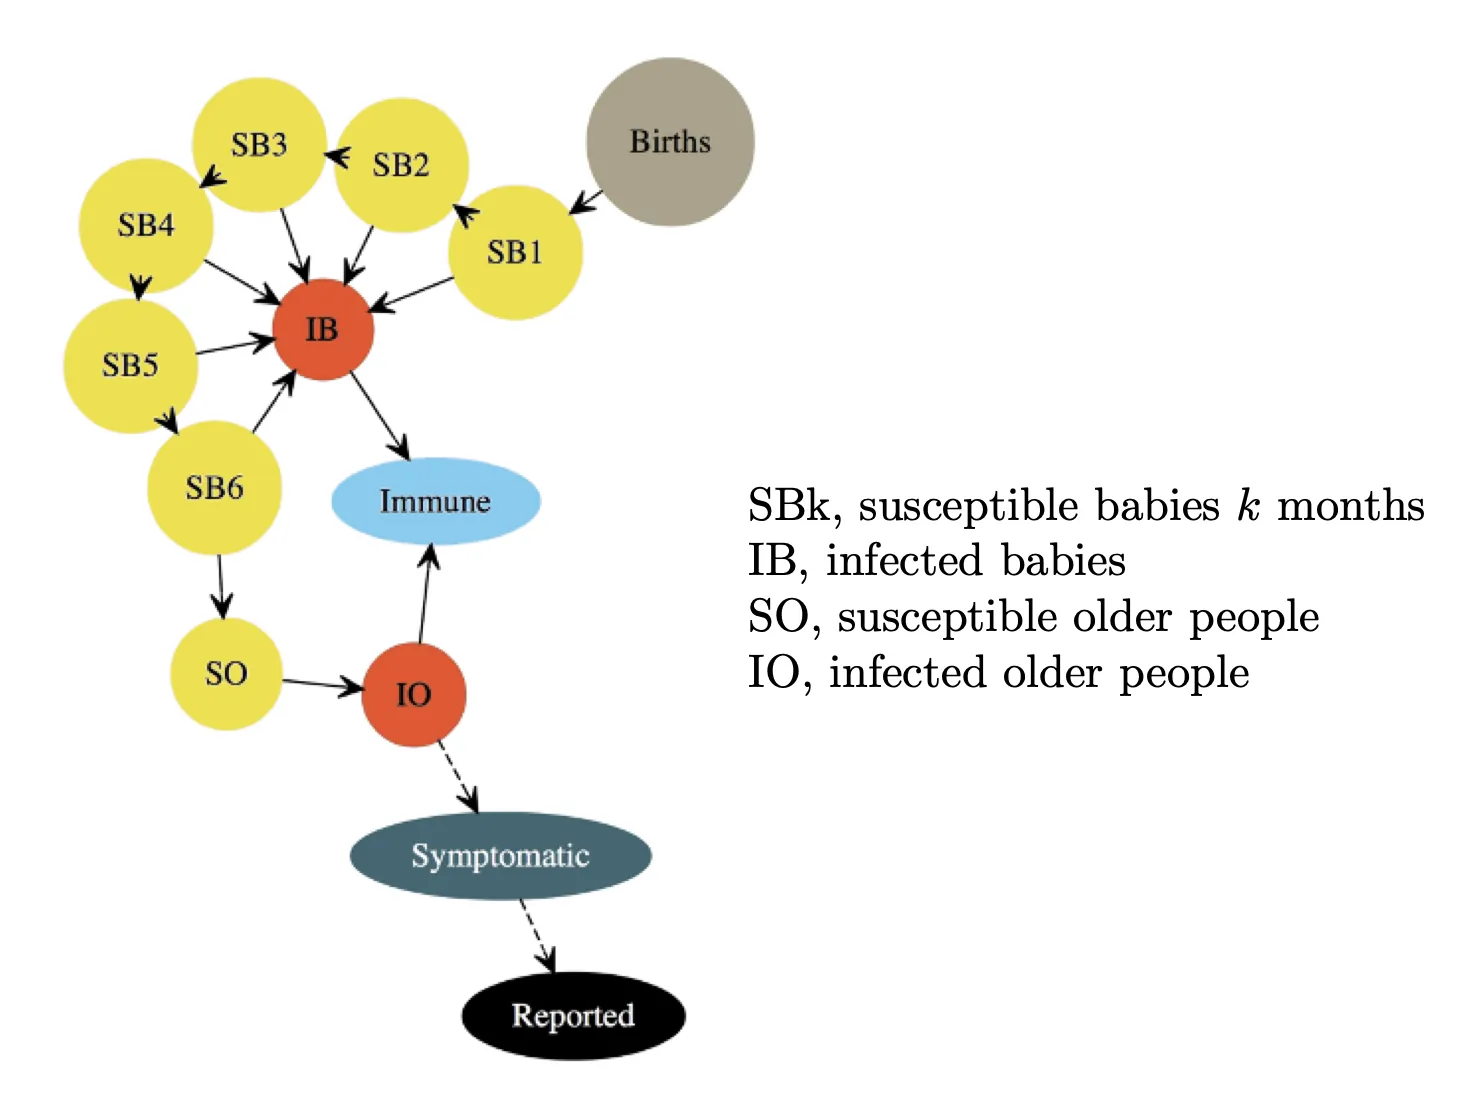 Births
SB3
SB2
SB4
SB1
IB
SB5
SB6
Immune
SBk, susceptible babies k months
IB, infected babies
SO, susceptible older people
IO, infected older people
SO
IO
Symptomatic
Reported